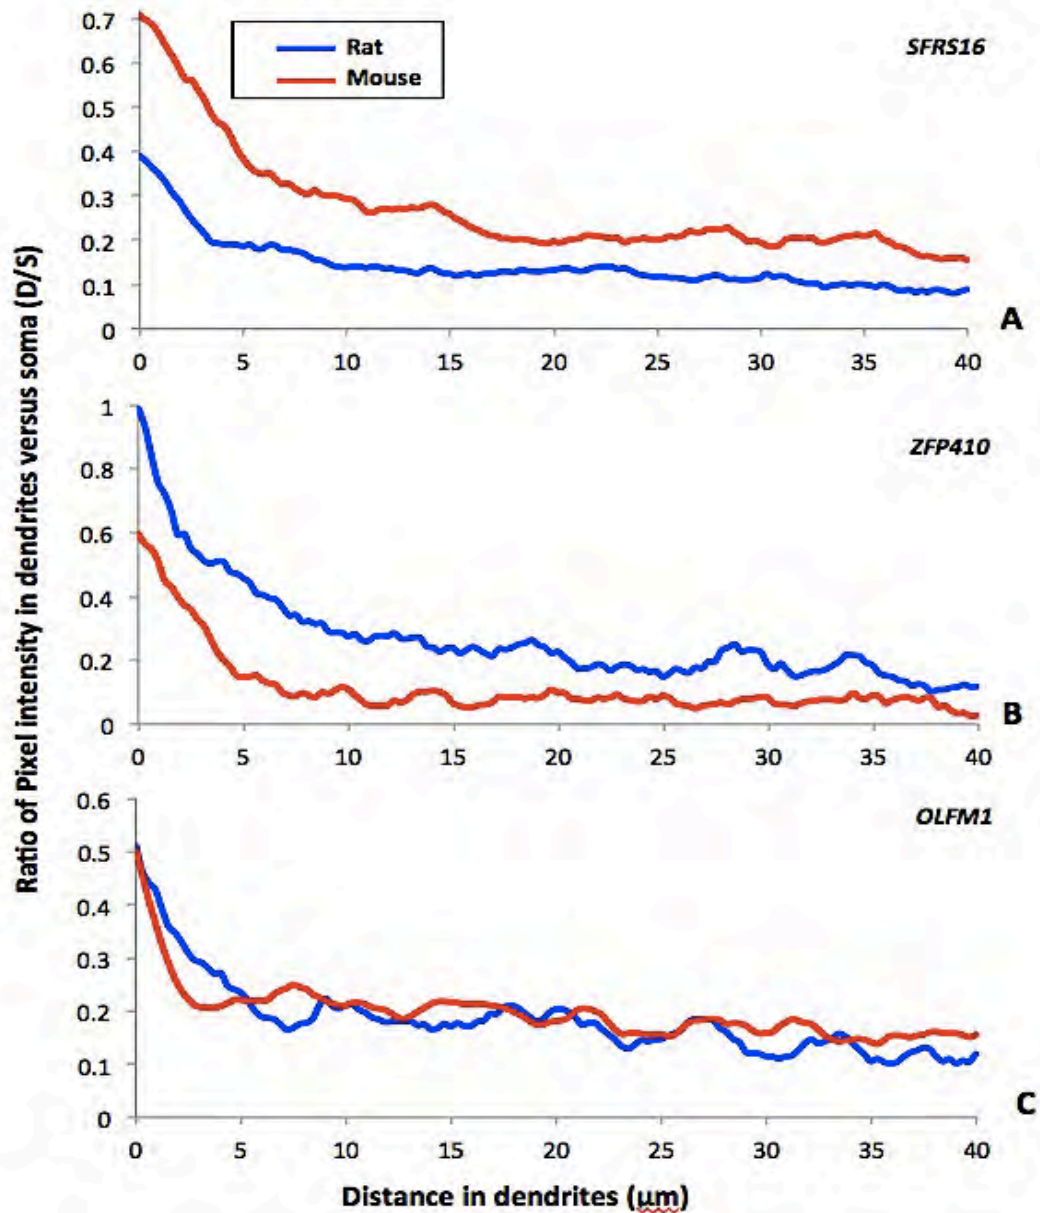 Ratio of Pixel intensity in dendrites versus soma (D/S)
0.7
0.6
0.5
0.4
0.3
0.2
0.1
0
Rat
Mouse
SFRS16
A
0 5 10 15 20 25 30 35 40
1
0.8
0.6
0.4
0.2
0
ZFP410
B
0 5 10 15 20 25 30 35 40
0.6
0.5
0.4
0.3
0.2
0.1
0
OLFM1
C
0 5 10 15 20 25 30 35 40
Distance in dendrites (µm)